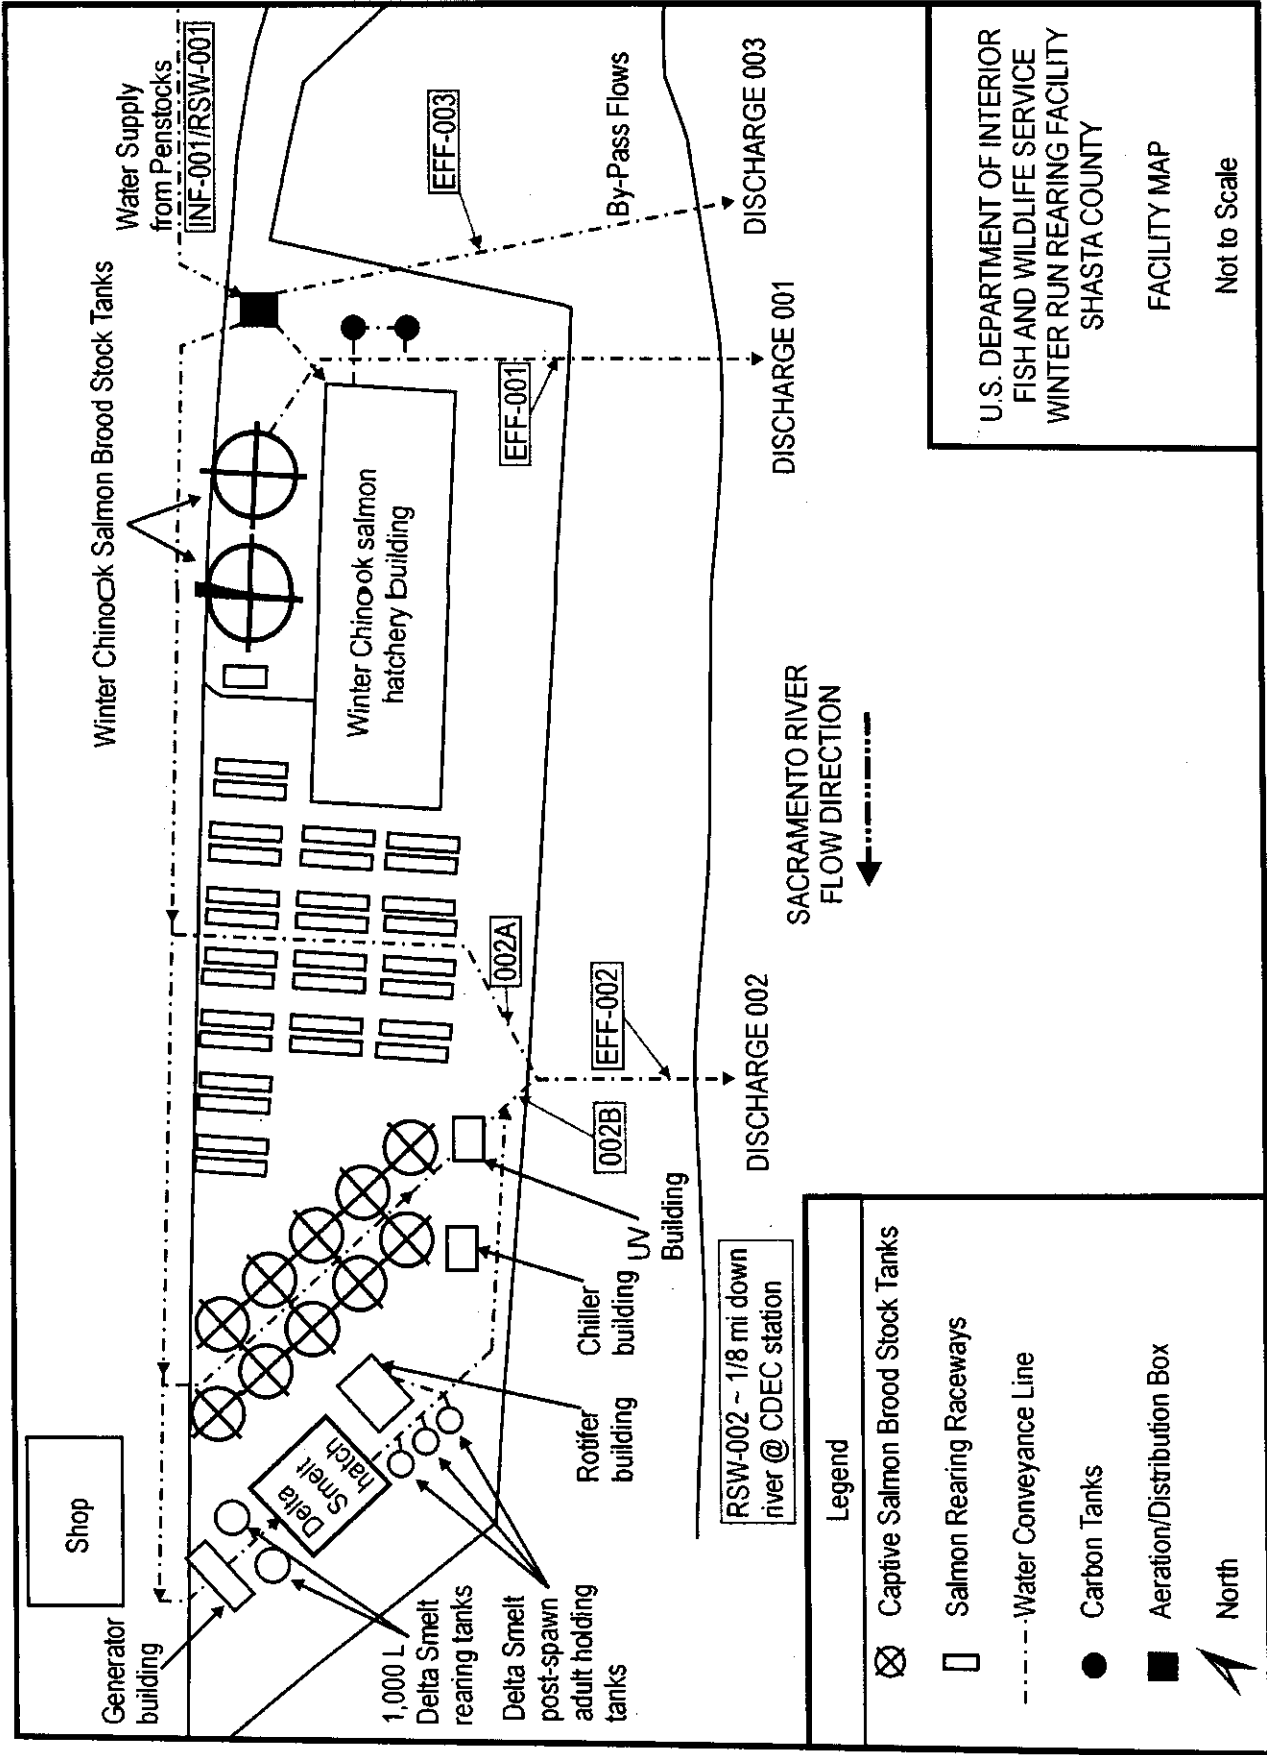 Water Supply
from Penstocks
INF-001/RSW-001
Winter Chinook Salmon Brood Stock Tanks
EFF-003
By-Pass Flows
DISCHARGE 003
EFF-001
DISCHARGE 001
Winter Chinook salmon
hatchery building
002A
EFF-002
002B
DISCHARGE 002
SACRAMENTO RIVER
FLOW DIRECTION
Shop
Generator
building
Delta
Smelt
hatch
1,000 L
Delta Smelt
rearing tanks
Delta Smelt
post-spawn
adult holding
tanks
Rotifer
building
Chiller
building
UV
Building
RSW-002 ~ 1/8 mi down
river @ CDEC station
Legend
Captive Salmon Brood Stock Tanks
Salmon Rearing Raceways
Water Conveyance Line
Carbon Tanks
Aeration/Distribution Box
North
U.S. DEPARTMENT OF INTERIOR
FISH AND WILDLIFE SERVICE
WINTER RUN REARING FACILITY
SHASTA COUNTY
FACILITY MAP
Not to Scale